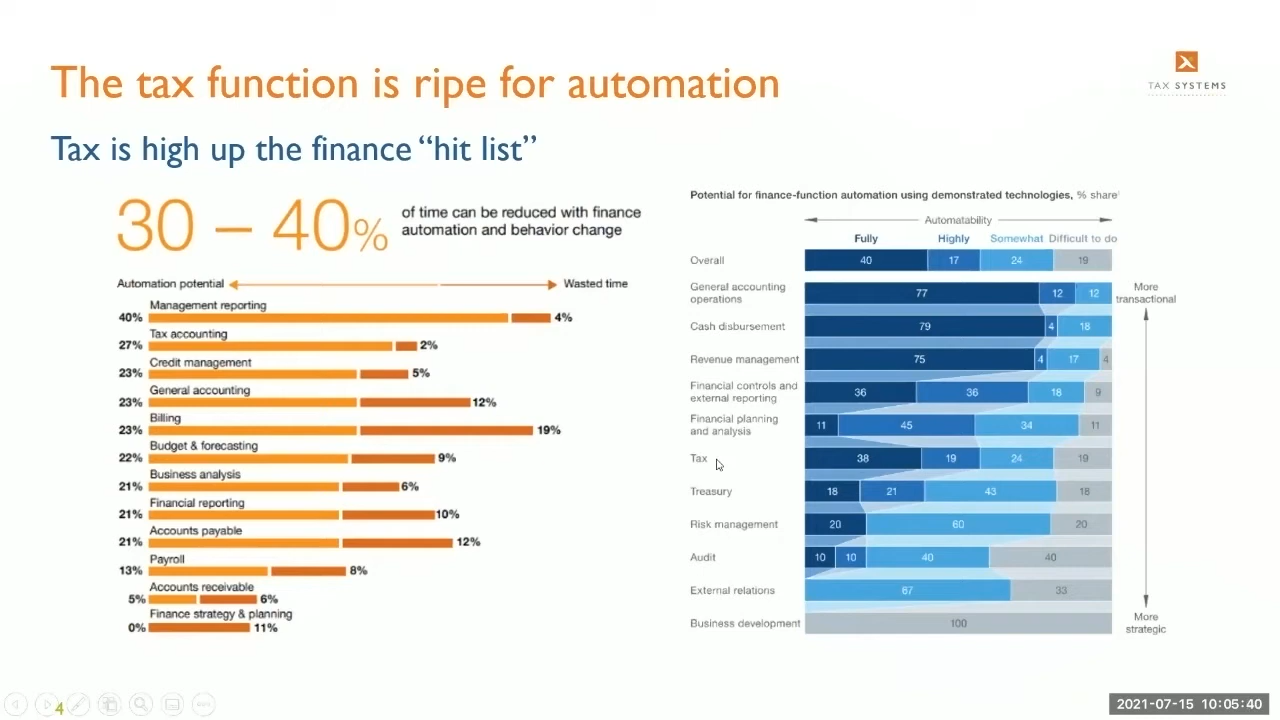 The tax function is ripe for automation
TAX SYSTEMS
Tax is high up the finance “hit list”
30 – 40%
of time can be reduced with finance
automation and behavior change
Automation potential
Wasted time
Management reporting
40%
4%
Tax accounting
27%
2%
Credit management
23%
5%
General accounting
23%
12%
Billing
23%
19%
Budget & forecasting
22%
9%
Business analysis
21%
6%
Financial reporting
21%
10%
Accounts payable
21%
12%
Payroll
13%
8%
Accounts receivable
5%
6%
Finance strategy & planning
0%
11%
Potential for finance-function automation using demonstrated technologies, % share
Automatability
Fully Highly Somewhat Difficult to do
Overall 40 17 24 19
General accounting
operations
77 12 12
Cash disbursement 79 4 18
Revenue management 75 4 17 4
Financial controls and
external reporting
36 36 18 9
Financial planning
and analysis
11 45 34 11
Tax 38 19 24 19
Treasury 18 21 43 18
Risk management 20 60 20
Audit 10 10 40 40
External relations 67 33
Business development 100
More
transactional
More
strategic
4
2021-07-15 10:05:40